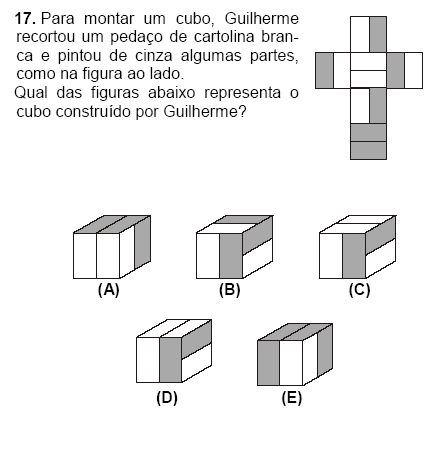 17. Para montar um cubo, Guilherme
recortou um pedaço de cartolina bran-
ca e pintou de cinza algumas partes,
como na figura ao lado.
Qual das figuras abaixo representa o
cubo construído por Guilherme?
(A) (B) (C)
(D) (E)